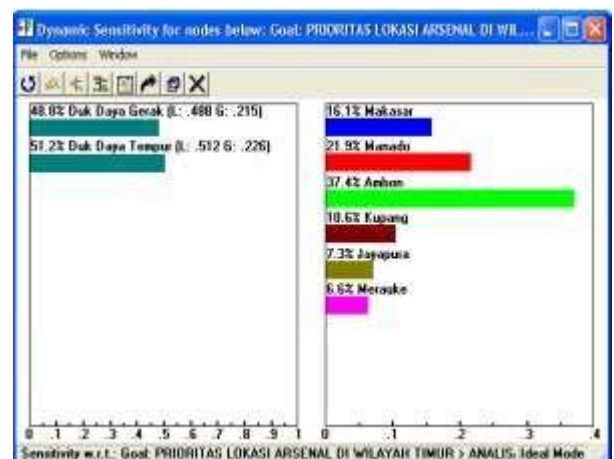 Dynamic Sensitivity for nodes below: Goal: PRIORITAS LOKASI ARSENAL DI WIL...
File Options Window
48.8% Duk Daya Gerak (L: .488 G: .215)
51.2% Duk Daya Tempur (L: .512 G: .226)
0 .1 .2 .3 .4 .5 .6 .7 .8 .9 1
16.1% Makasar
21.9% Manado
37.4% Ambon
10.6% Kupang
7.3% Jayapura
6.6% Merauke
0 .1 .2 .3 .4
Sensitivity w.r.t.: Goal: PRIORITAS LOKASI ARSENAL DI WILAYAH TIMUR > ANALIS: Ideal Mode